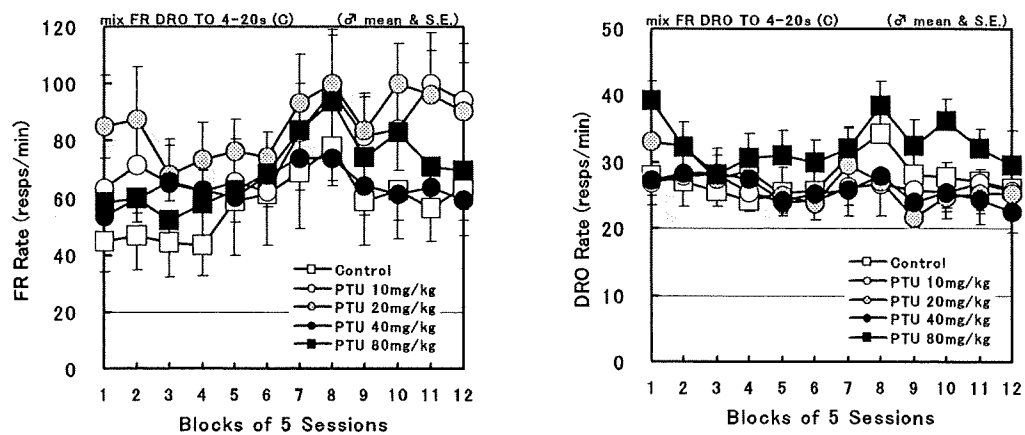 mix FR DRO TO 4-20s (C) (♂ mean & S.E.)
120
100
80
60
40
20
0
FR Rate (resps/min)
Control
PTU 10mg/kg
PTU 20mg/kg
PTU 40mg/kg
PTU 80mg/kg
1 2 3 4 5 6 7 8 9 10 11 12
Blocks of 5 Sessions
mix FR DRO TO 4-20s (C) (♂ mean & S.E.)
50
40
30
20
10
0
DRO Rate (resps/min)
Control
PTU 10mg/kg
PTU 20mg/kg
PTU 40mg/kg
PTU 80mg/kg
1 2 3 4 5 6 7 8 9 10 11 12
Blocks of 5 Sessions